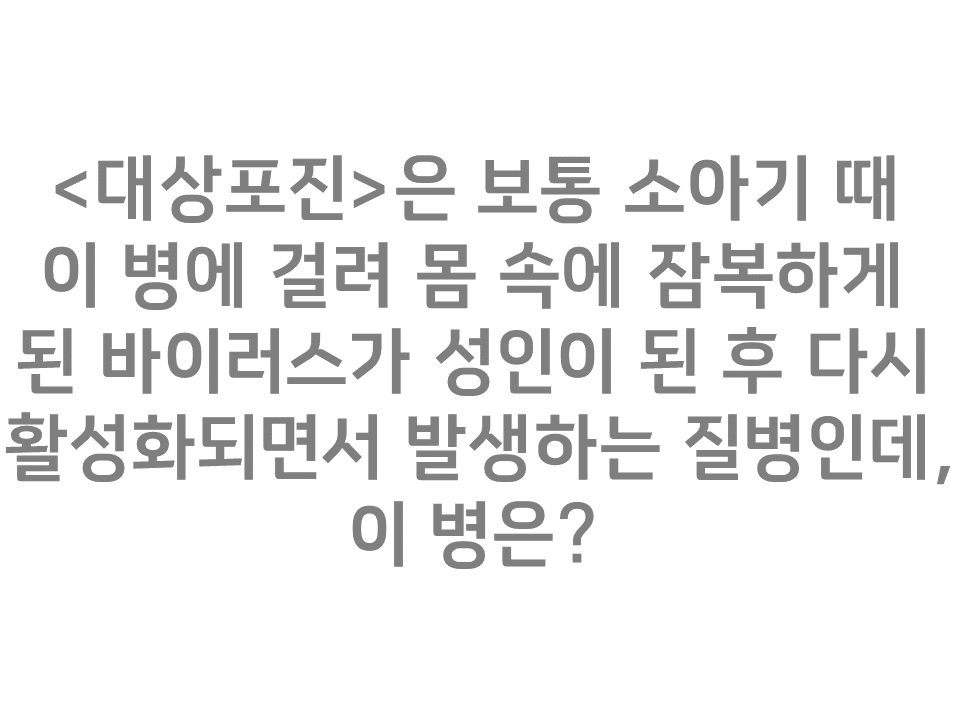 <대상포진>은 보통 소아기 때
이 병에 걸려 몸 속에 잠복하게
된 바이러스가 성인이 된 후 다시
활성화되면서 발생하는 질병인데,
이 병은?